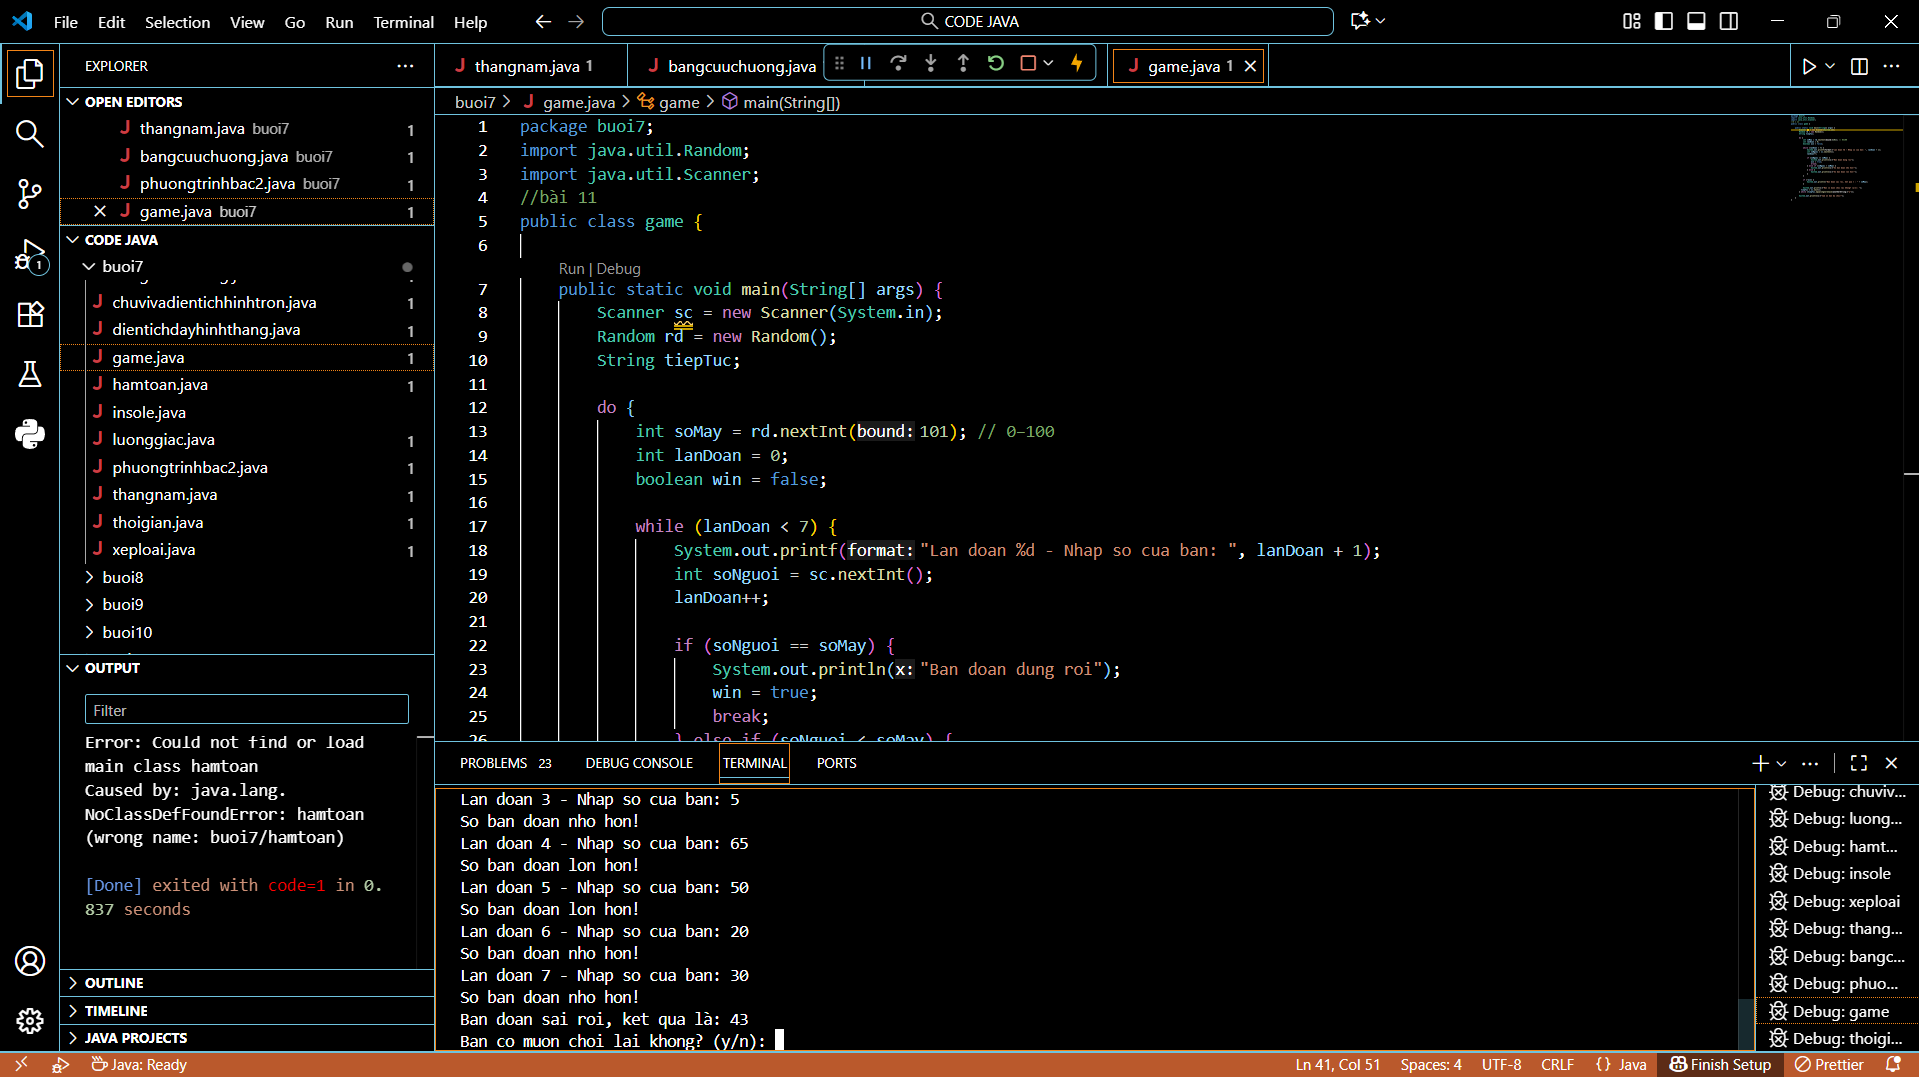 File Edit Selection View Go Run Terminal Help
CODE JAVA
EXPLORER
OPEN EDITORS
thangnam.java buoi7 1
bangcuuchuong.java buoi7 1
phuongtrinhbac2.java buoi7 1
game.java buoi7 1
CODE JAVA
buoi7
chuvivadientichhinhtron.java 1
dientichdayhinhthang.java 1
game.java 1
hamtoan.java 1
insole.java
luonggiac.java 1
phuongtrinhbac2.java 1
thangnam.java 1
thoigian.java 1
xeploai.java 1
buoi8
buoi9
buoi10
OUTPUT
Filter
Error: Could not find or load
main class hamtoan
Caused by: java.lang.
NoClassDefFoundError: hamtoan
(wrong name: buoi7/hamtoan)
[Done] exited with code=1 in 0.
837 seconds
OUTLINE
TIMELINE
JAVA PROJECTS
thangnam.java 1
bangcuuchuong.java
game.java 1
buoi7 > game.java > game > main(String[])
1 package buoi7;
2 import java.util.Random;
3 import java.util.Scanner;
4 //bài 11
5 public class game {
6
Run | Debug
7 public static void main(String[] args) {
8 Scanner sc = new Scanner(System.in);
9 Random rd = new Random();
10 String tiepTuc;
11
12 do {
13 int soMay = rd.nextInt(bound: 101); // 0–100
14 int lanDoan = 0;
15 boolean win = false;
16
17 while (lanDoan < 7) {
18 System.out.printf(format: "Lan doan %d - Nhap so cua ban: ", lanDoan + 1);
19 int soNguoi = sc.nextInt();
20 lanDoan++;
21
22 if (soNguoi == soMay) {
23 System.out.println(x: "Ban doan dung roi");
24 win = true;
25 break;
26 } else if (soNguoi < soMay) {
PROBLEMS 23 DEBUG CONSOLE TERMINAL PORTS
Lan doan 3 - Nhap so cua ban: 5
So ban doan nho hon!
Lan doan 4 - Nhap so cua ban: 65
So ban doan lon hon!
Lan doan 5 - Nhap so cua ban: 50
So ban doan lon hon!
Lan doan 6 - Nhap so cua ban: 20
So ban doan nho hon!
Lan doan 7 - Nhap so cua ban: 30
So ban doan nho hon!
Ban doan sai roi, ket qua là: 43
Ban co muon choi lai khong? (y/n):
Debug: chuviv...
Debug: luong...
Debug: hamt...
Debug: insole
Debug: xeploai
Debug: thang...
Debug: bangc...
Debug: phuo...
Debug: game
Debug: thoigi...
1
Java: Ready
Ln 41, Col 51 Spaces: 4 UTF-8 CRLF {} Java Finish Setup Prettier